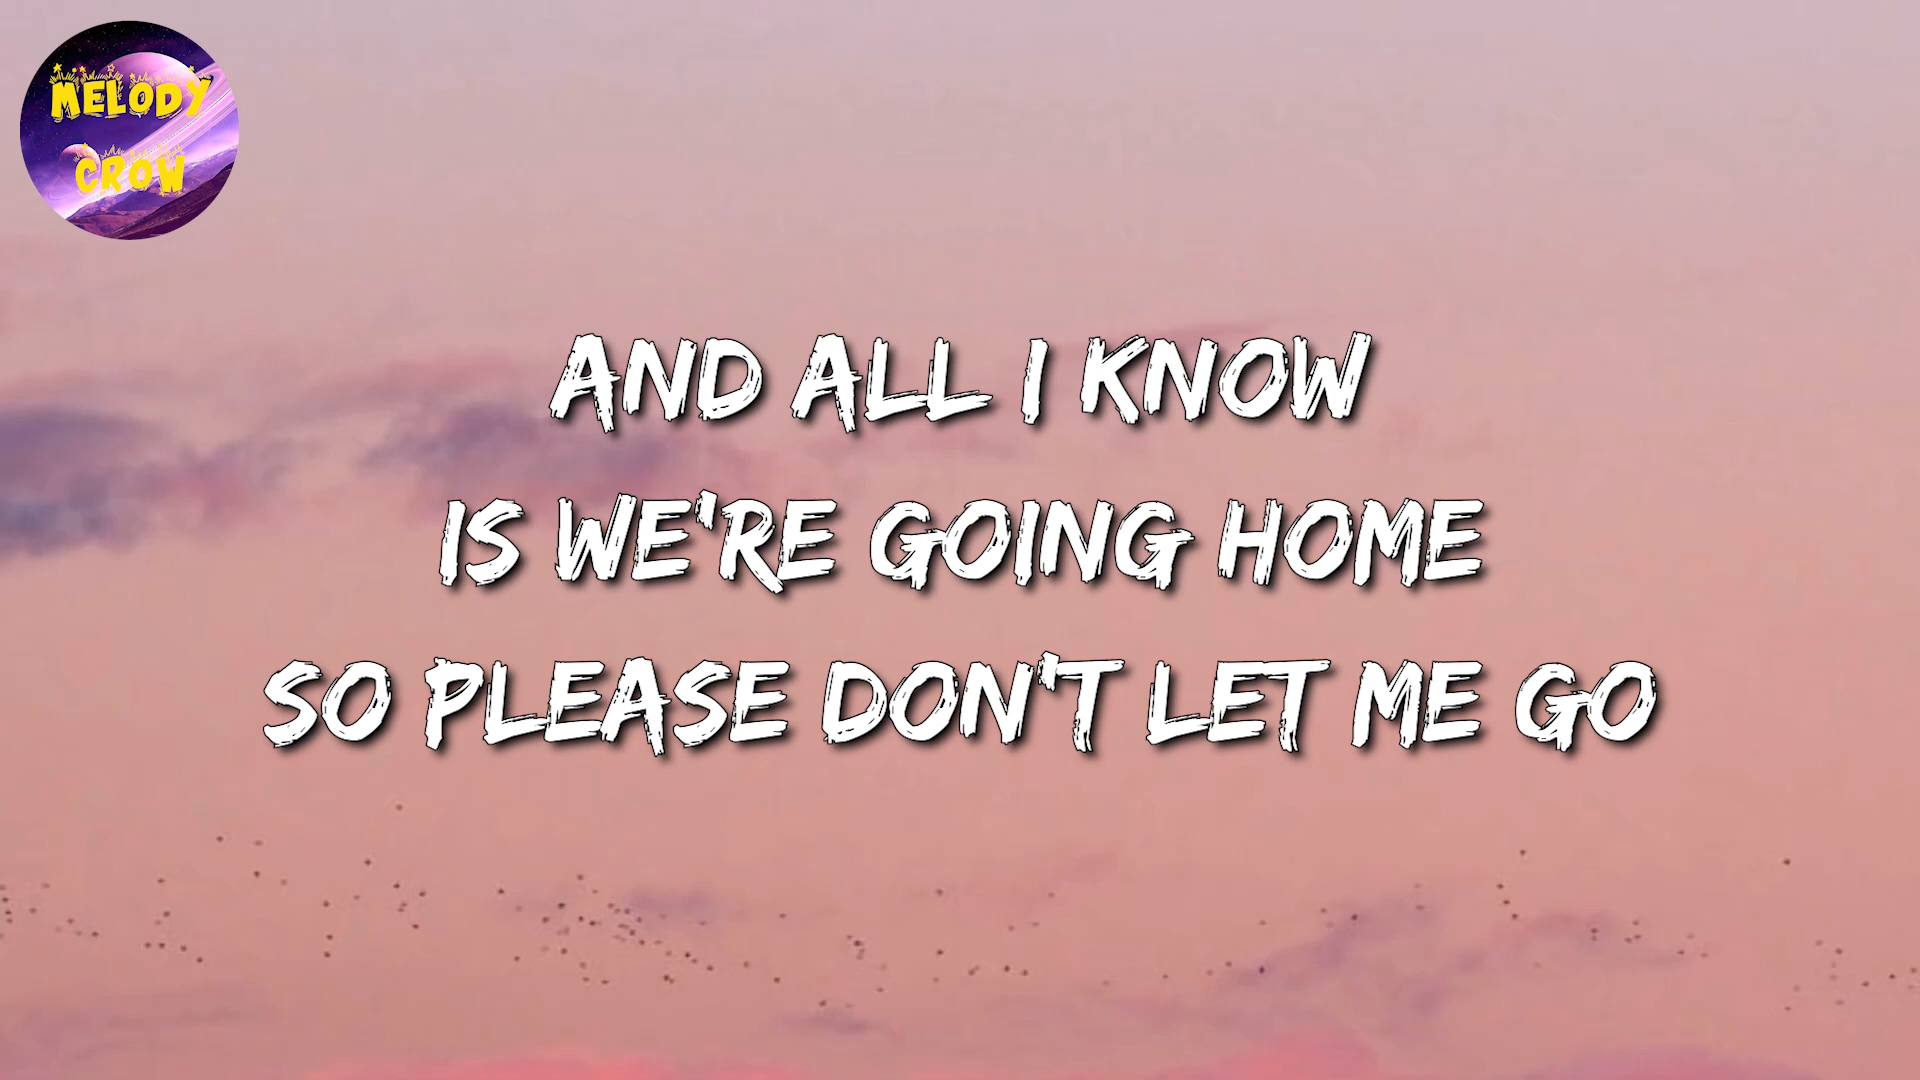 MELODY
CROW
AND ALL I KNOW
IS WE'RE GOING HOME
SO PLEASE DON'T LET ME GO